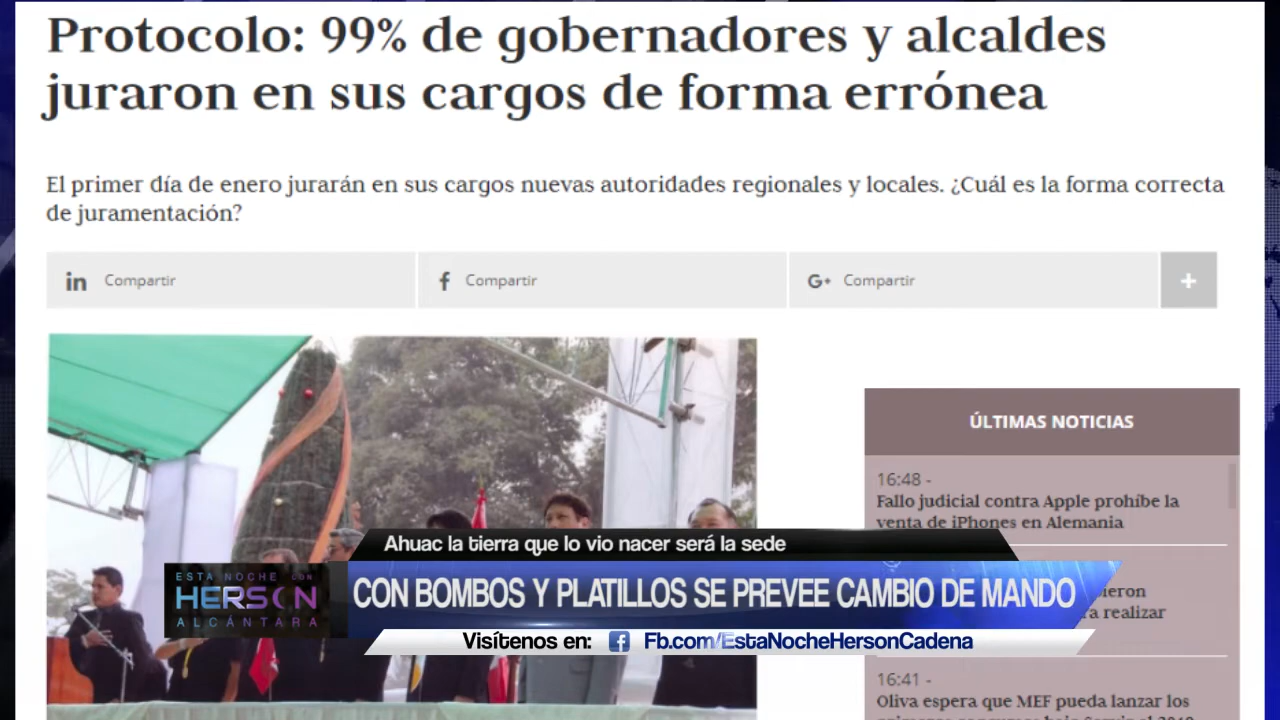 Protocolo: 99% de gobernadores y alcaldes
juraron en sus cargos de forma errónea
El primer día de enero jurarán en sus cargos nuevas autoridades regionales y locales. ¿Cuál es la forma correcta
de juramentación?
in Compartir
f Compartir
G+ Compartir
+
ÚLTIMAS NOTICIAS
16:48 -
Fallo judicial contra Apple prohíbe la
venta de iPhones en Alemania
realizar
16:41 -
Oliva espera que MEF pueda lanzar los
Ahuac la tierra que lo vio nacer será la sede
ESTA NOCHE CON
HERSON
ALCÁNTARA
CON BOMBOS Y PLATILLOS SE PREVEE CAMBIO DE MANDO
Visítenos en: f Fb.com/EstaNocheHersonCadena